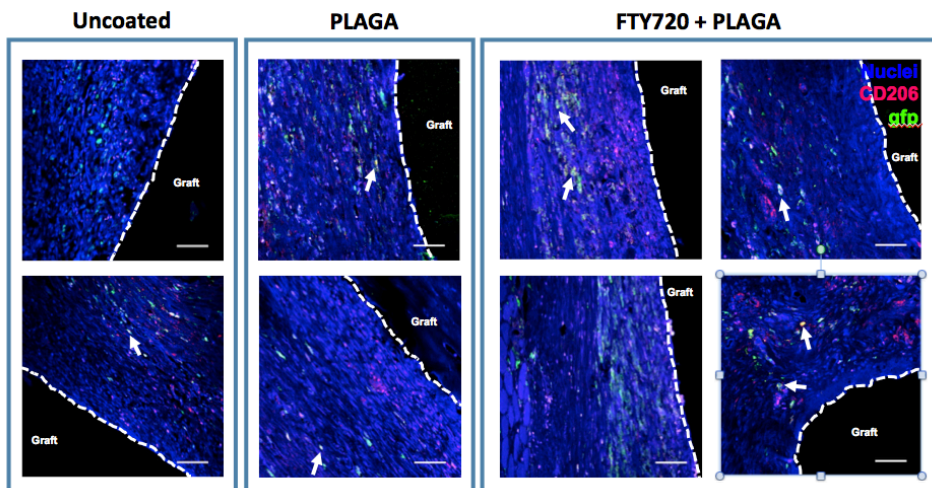 Uncoated
PLAGA
FTY720 + PLAGA
Graft
Graft
Graft
Nuclei
CD206
gfp
Graft
Graft
Graft
Graft
Graft